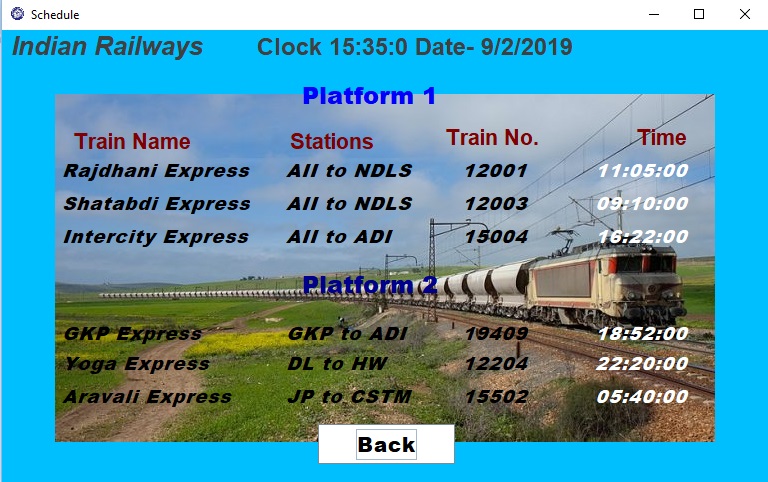 Schedule
Indian Railways Clock 15:35:0 Date- 9/2/2019
Platform 1
Train Name Stations Train No. Time
Rajdhani Express AII to NDLS 12001 11:05:00
Shatabdi Express AII to NDLS 12003 09:10:00
Intercity Express AII to ADI 15004 16:22:00
Platform 2
GKP Express GKP to ADI 19409 18:52:00
Yoga Express DL to HW 12204 22:20:00
Aravali Express JP to CSTM 15502 05:40:00
Back